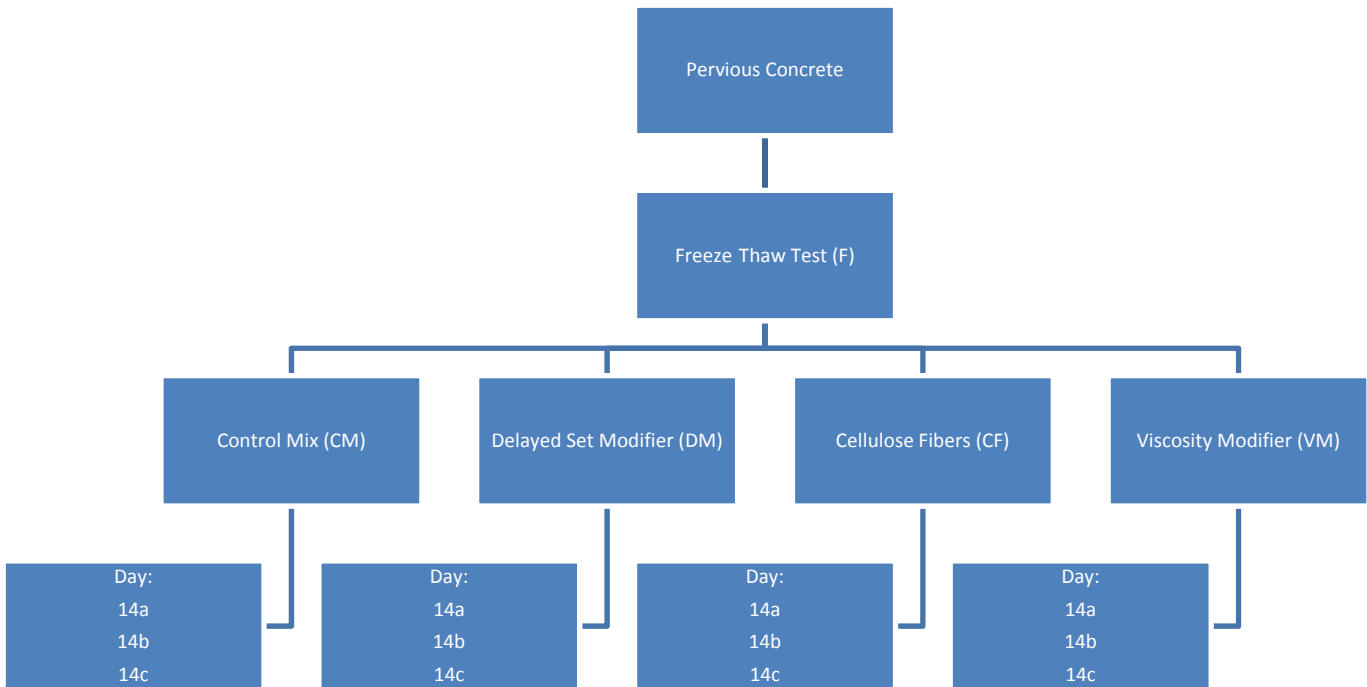 Pervious Concrete
Freeze Thaw Test (F)
Control Mix (CM)
Delayed Set Modifier (DM)
Cellulose Fibers (CF)
Viscosity Modifier (VM)
Day:
14a
14b
14c
Day:
14a
14b
14c
Day:
14a
14b
14c
Day:
14a
14b
14c